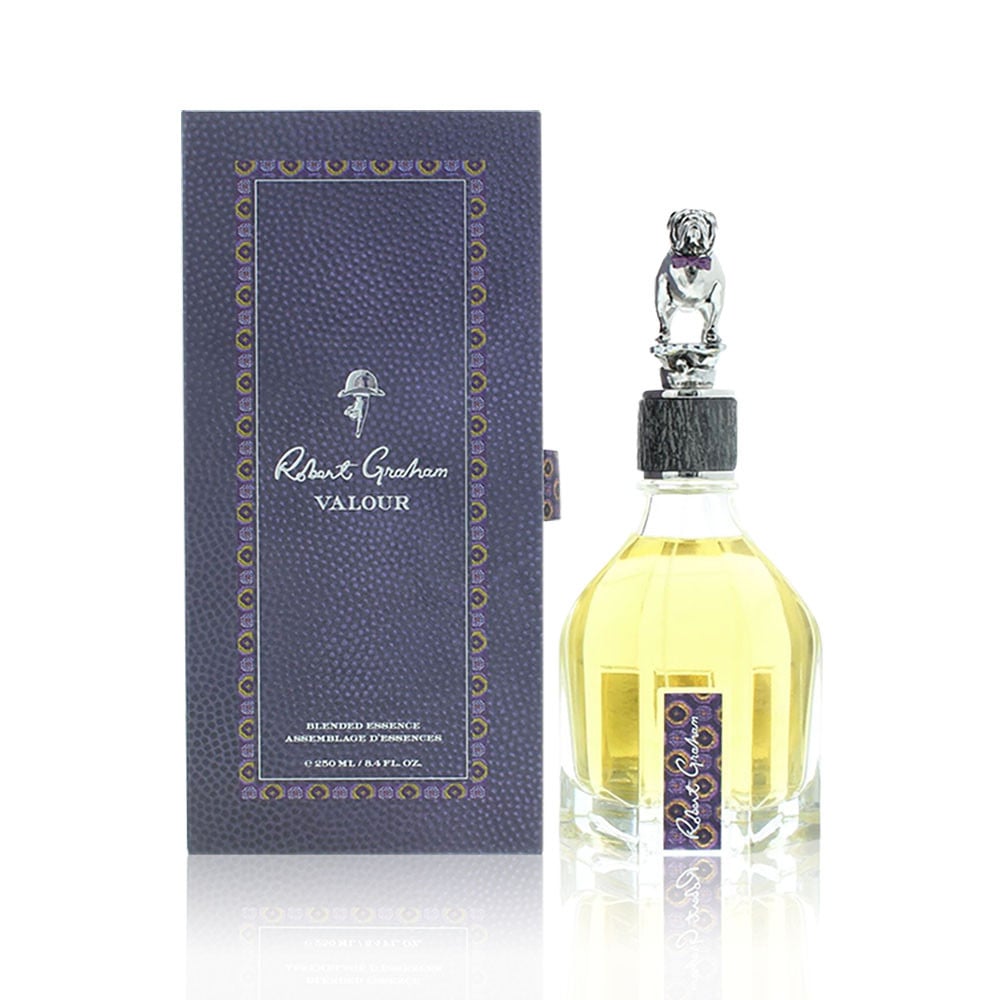 Robert Graham
VALOUR
BLENDED ESSENCE
ASSEMBLAGE D'ESSENCES
℮ 250 ML / 8.4 FL. OZ.
Robert Graham